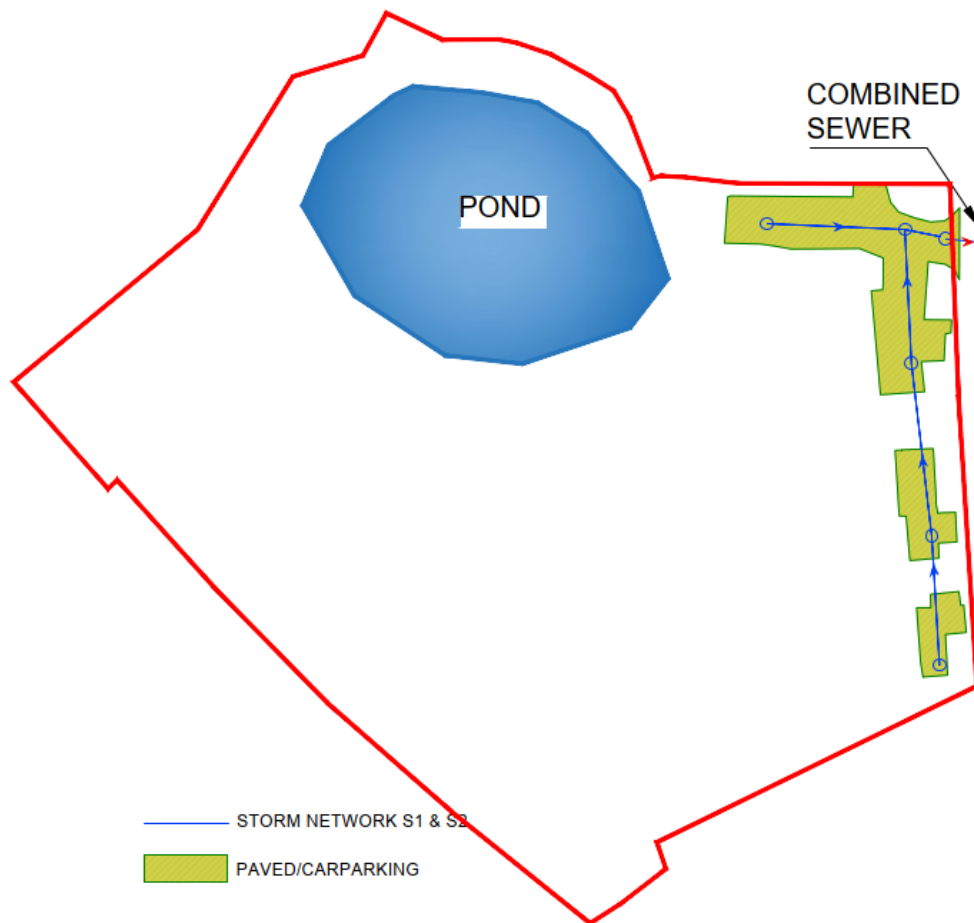 COMBINED
SEWER
POND
STORM NETWORK S1 & S2
PAVED/CARPARKING